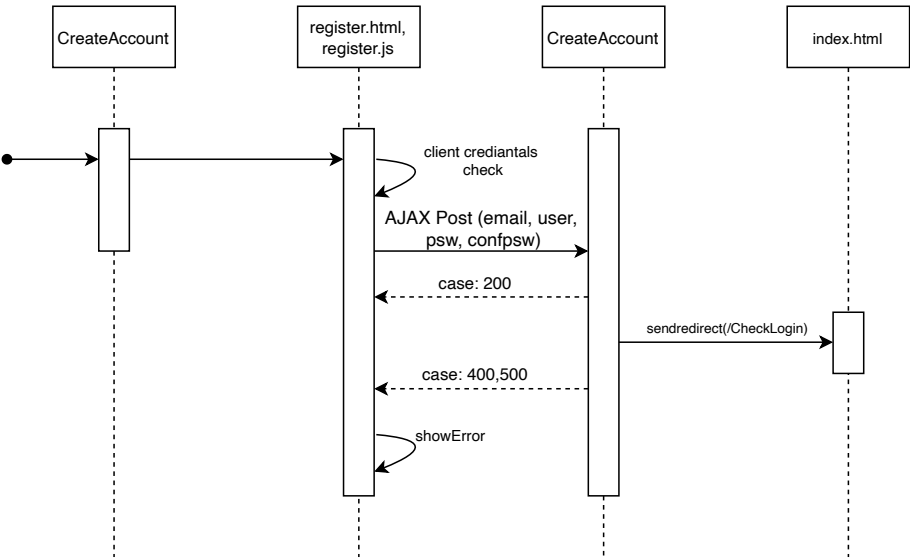 CreateAccount
register.html,
register.js
CreateAccount
index.html
client crediantals
check
AJAX Post (email, user,
psw, confpsw)
case: 200
sendredirect(/CheckLogin)
case: 400,500
showError